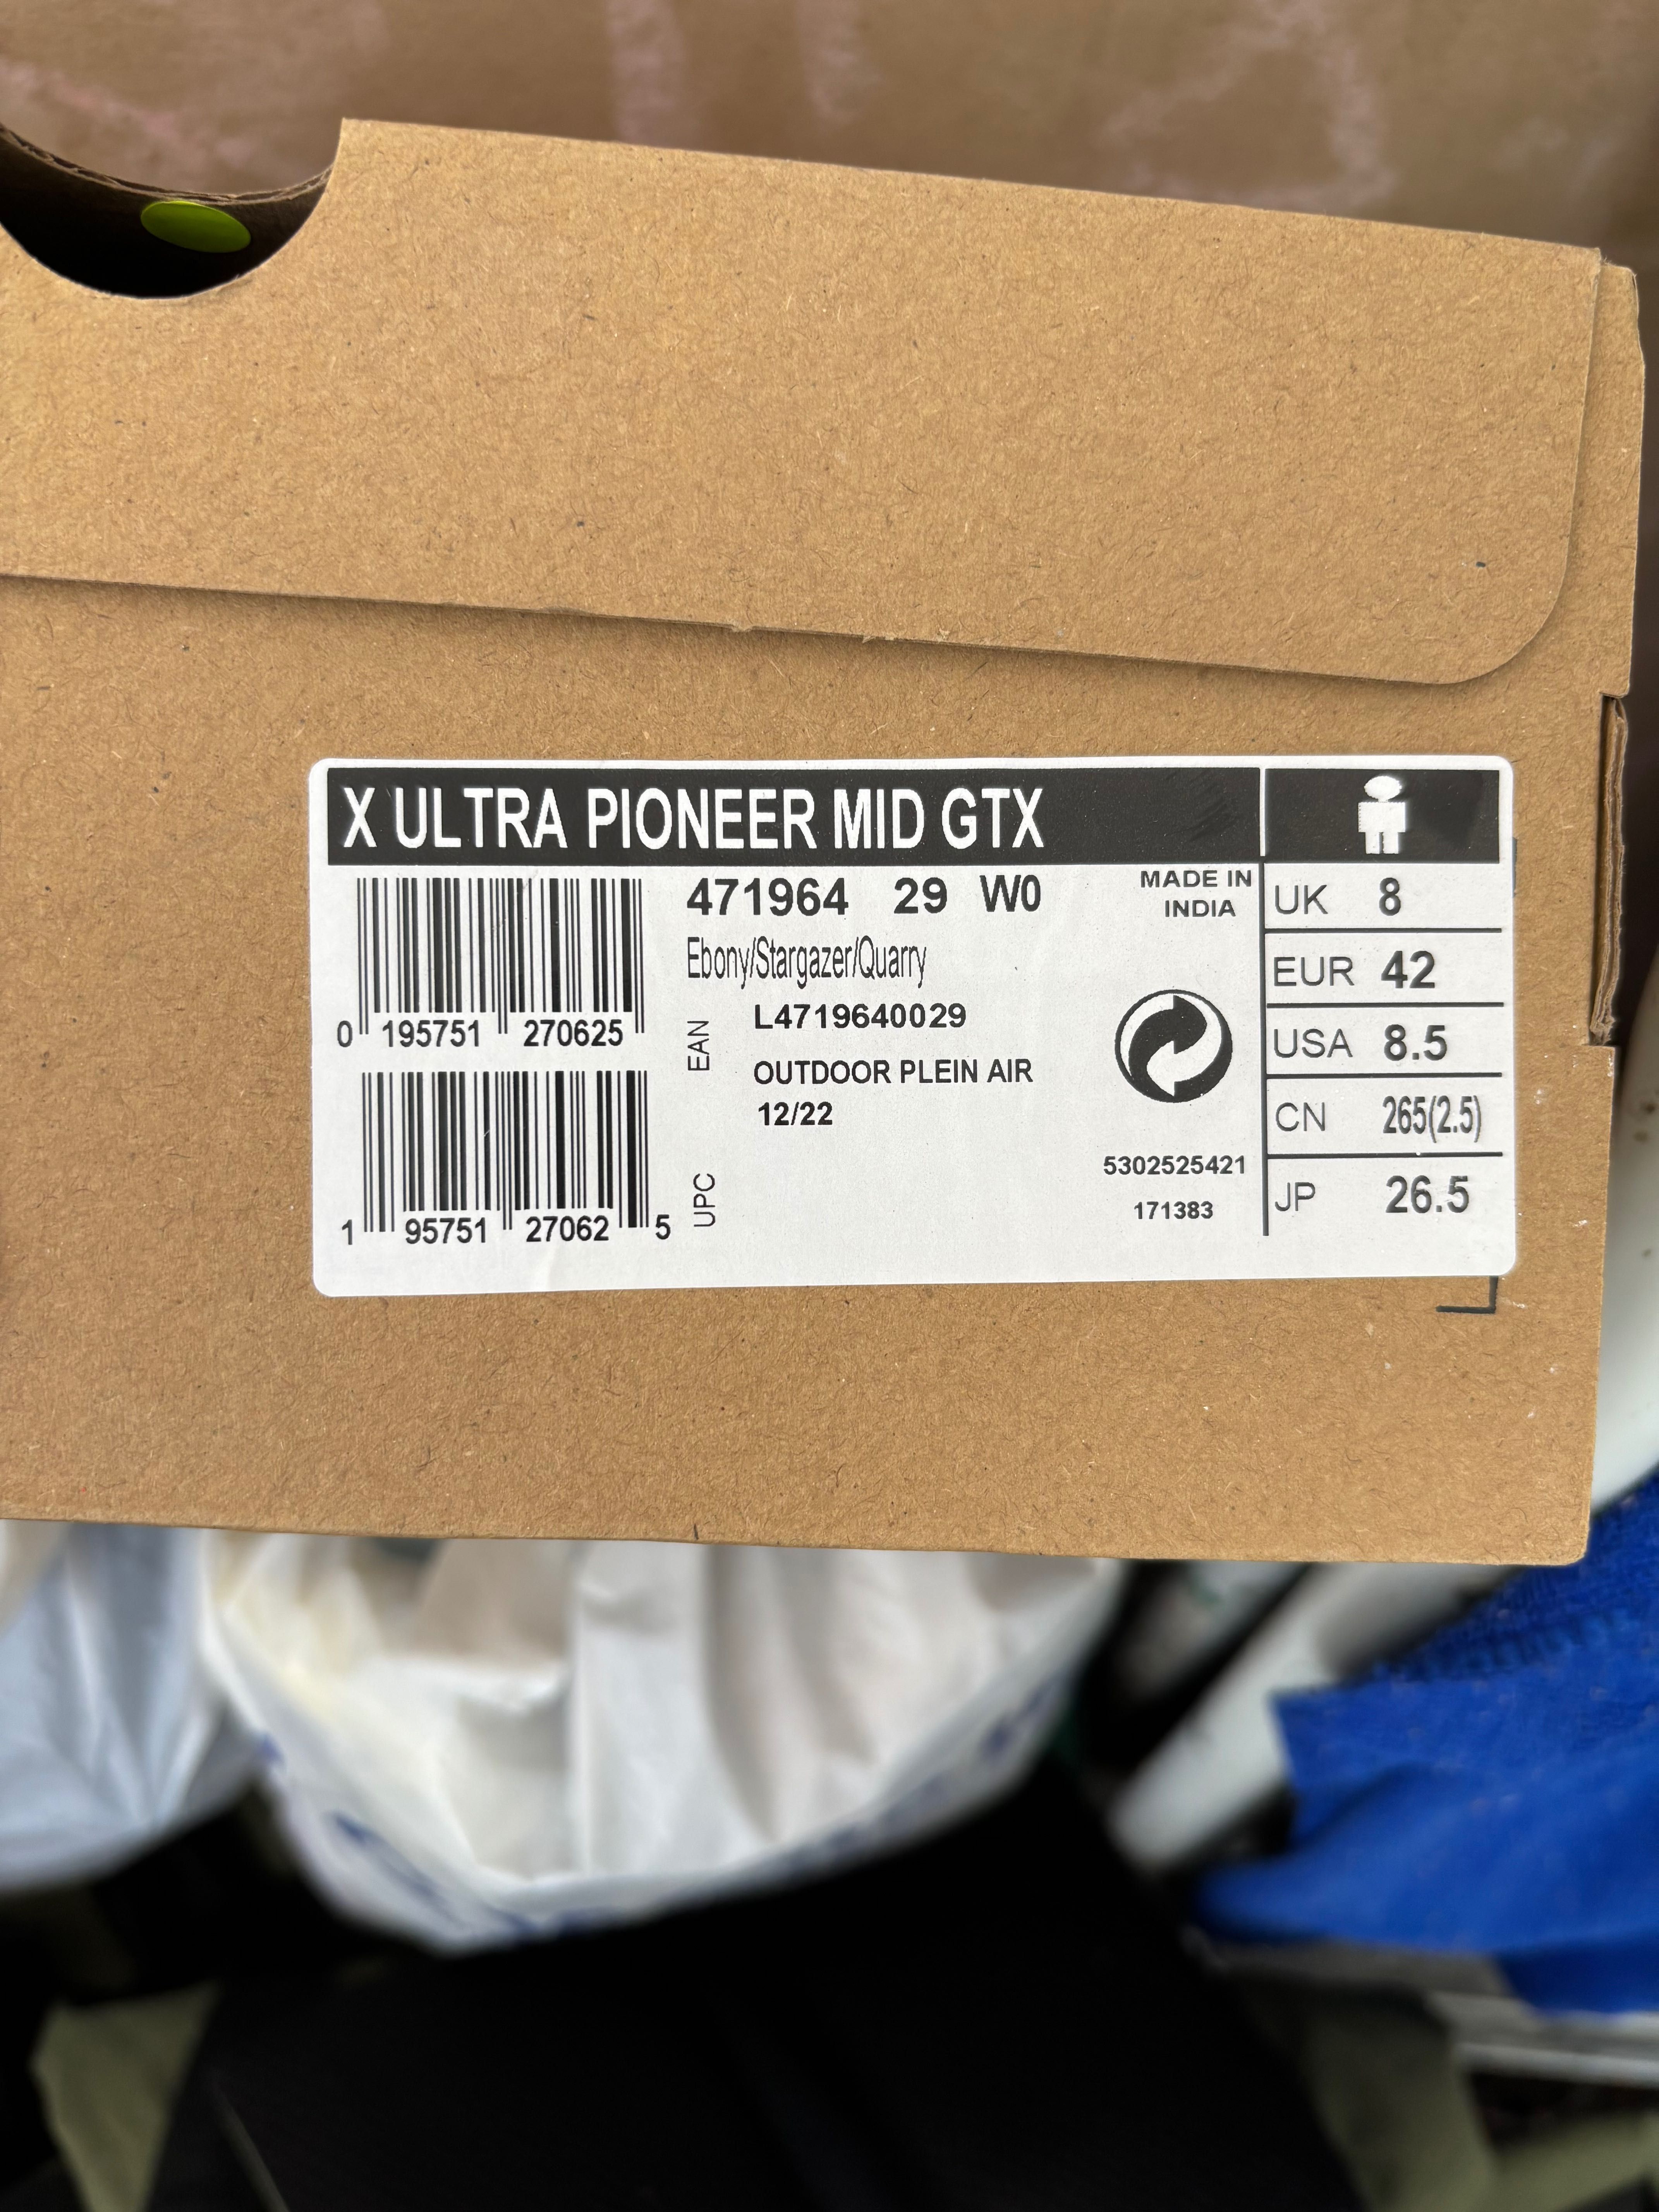 X ULTRA PIONEER MID GTX
471964 29 W0
MADE IN
INDIA
Ebony/Stargazer/Quarry
L4719640029
OUTDOOR PLEIN AIR
12/22
0 195751 270625
EAN
1 95751 27062 5
UPC
5302525421
171383
UK 8
EUR 42
USA 8.5
CN 265(2.5)
JP 26.5